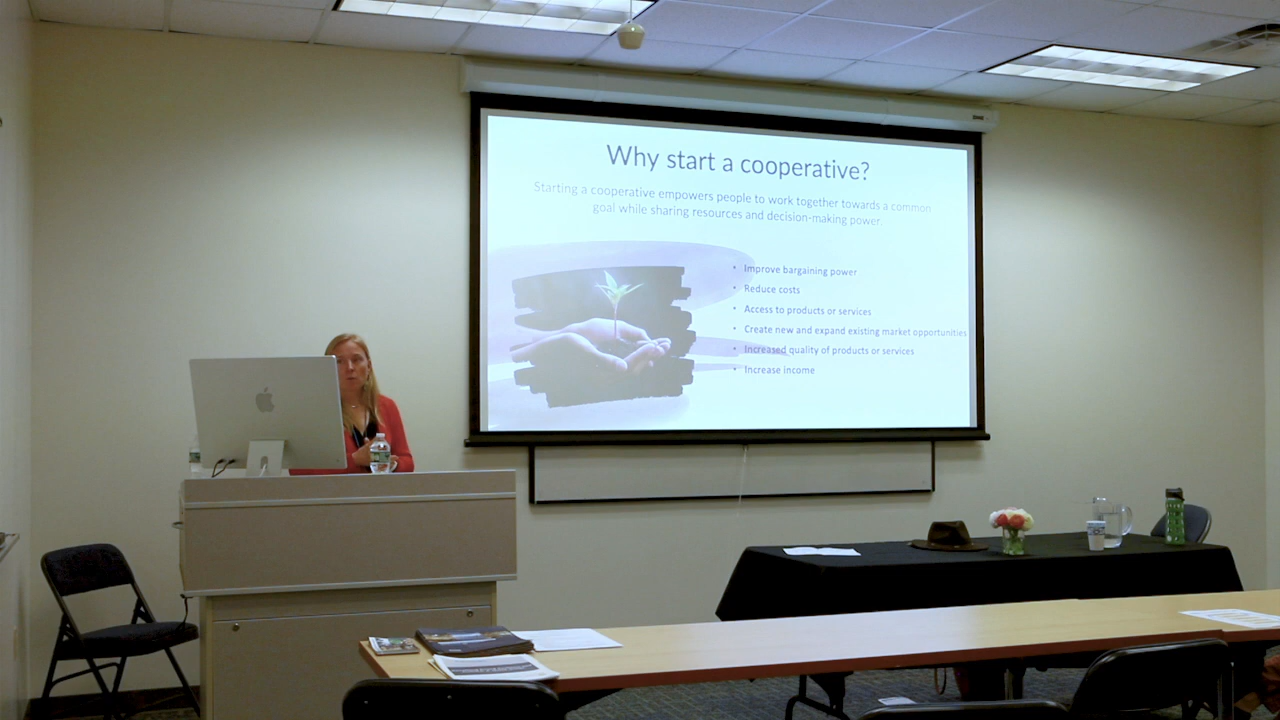 Why start a cooperative?
Starting a cooperative empowers people to work together towards a common
goal while sharing resources and decision-making power.
• Improve bargaining power
• Reduce costs
• Access to products or services
• Create new and expand existing market opportunities
• Increased quality of products or services
• Increase income